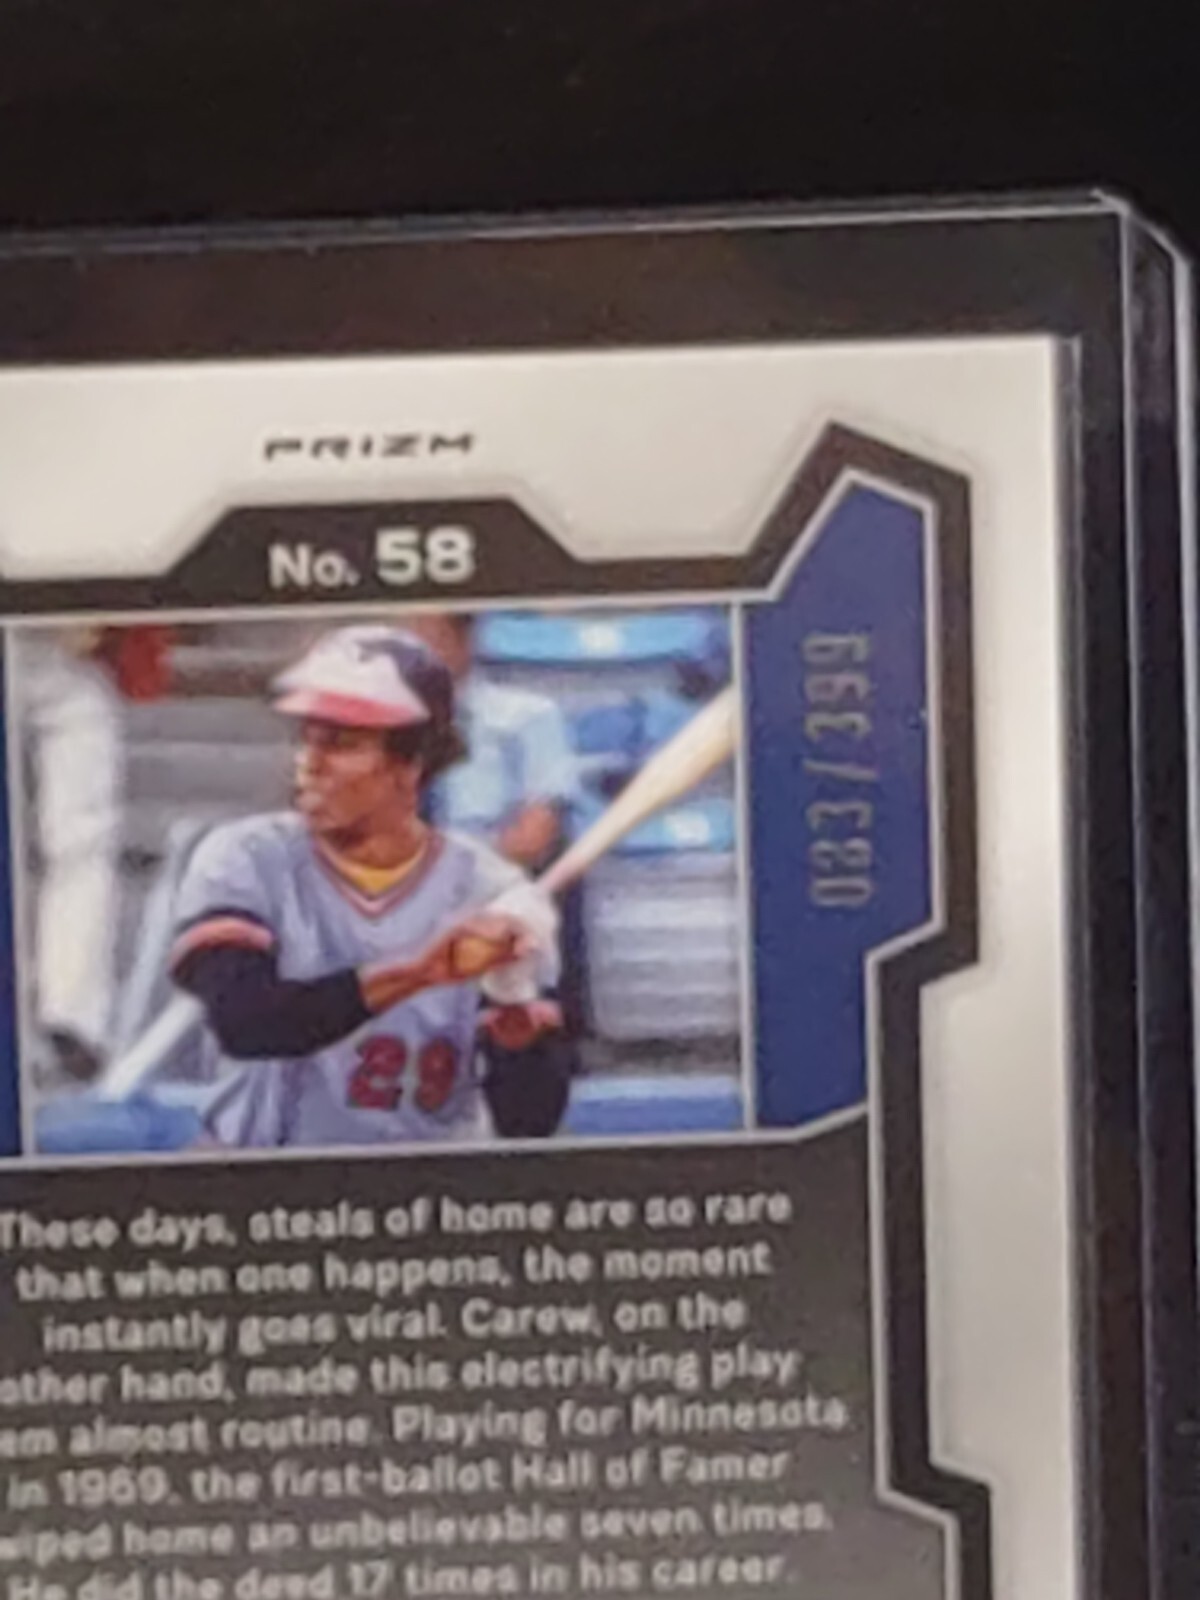 PRIZM
No. 58
083/399
29
These days, steals of home are so rare
that when one happens, the moment
instantly goes viral. Carew, on the
other hand, made this electrifying play
em almost routine. Playing for Minnesota
in 1969, the first-ballot Hall of Famer
wiped home an unbelievable seven times.
He did the deed 17 times in his career.